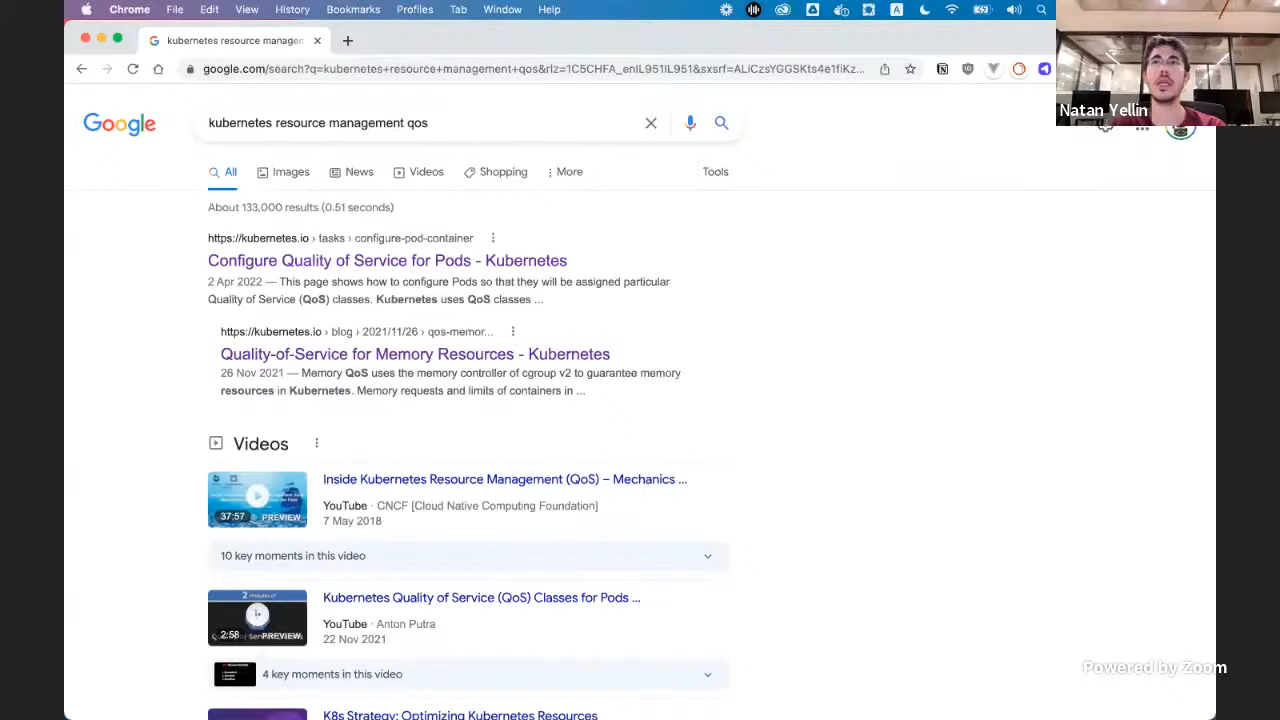 Chrome File Edit View History Bookmarks Profiles Tab Window Help
kubernetes resource managem
google.com/search?q=kubernetes+resource+management+qos&rlz=1C5CHFA_enIL951IL951&sxsrf=ALiCzsYGGSKts4e1fiKz...
Natan Yellin
Google
kubernetes resource management qos
All Images News Videos Shopping More Tools
About 133,000 results (0.51 seconds)
https://kubernetes.io › tasks › configure-pod-container
Configure Quality of Service for Pods - Kubernetes
2 Apr 2022 — This page shows how to configure Pods so that they will be assigned particular
Quality of Service (QoS) classes. Kubernetes uses QoS classes ...
https://kubernetes.io › blog › 2021/11/26 › qos-memor...
Quality-of-Service for Memory Resources - Kubernetes
26 Nov 2021 — Memory QoS uses the memory controller of cgroup v2 to guarantee memory
resources in Kubernetes. Memory requests and limits of containers in ...
Videos
Inside Kubernetes Resource Management (QoS) – Mechanics ...
37:57 PREVIEW
YouTube · CNCF [Cloud Native Computing Foundation]
7 May 2018
10 key moments in this video
2 minutes of
Kubernetes Quality of Service (QoS) Classes for Pods ...
2:58 PREVIEW
YouTube · Anton Putra
22 Nov 2021
4 key moments in this video
Powered by Zoom
K8s Strategy: Optimizing Kubernetes Resources